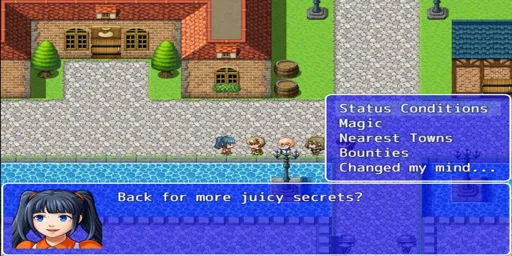 Status Conditions
Magic
Nearest Towns
Bounties
Changed my mind...
Back for more juicy secrets?